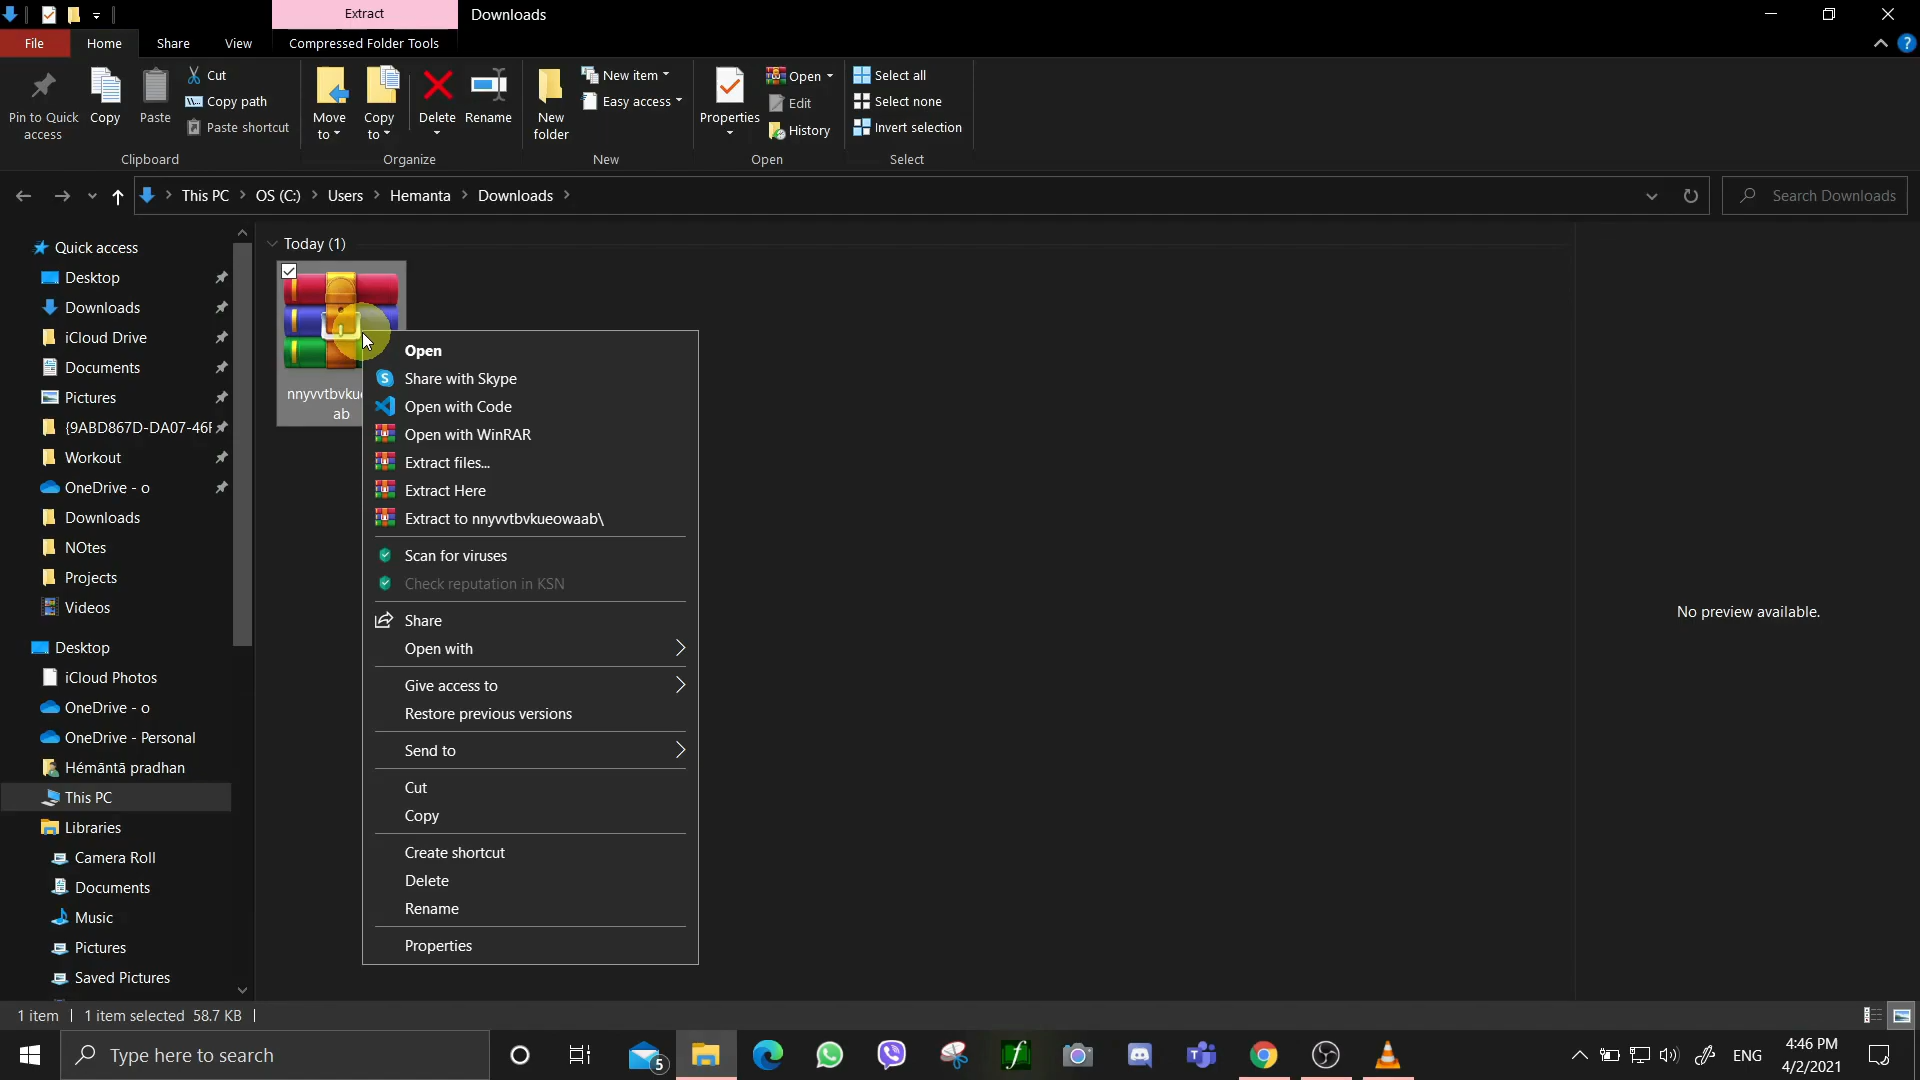 Extract
Downloads
File
Home
Share
View
Compressed Folder Tools
Pin to Quick
access
Copy
Paste
Cut
Copy path
Paste shortcut
Clipboard
Move
to
Copy
to
Delete
Rename
Organize
New
folder
New item
Easy access
New
Properties
Open
Edit
History
Open
Select all
Select none
Invert selection
Select
This PC
OS (C:)
Users
Hemanta
Downloads
Search Downloads
Quick access
Desktop
Downloads
iCloud Drive
Documents
Pictures
Workout
OneDrive - o
Downloads
NOtes
Projects
Videos
Desktop
iCloud Photos
OneDrive - o
OneDrive - Personal
Hémāntā pradhan
This PC
Libraries
Camera Roll
Documents
Music
Pictures
Saved Pictures
Today (1)
ab
Open
Share with Skype
Open with Code
Open with WinRAR
Extract files...
Extract Here
Extract to nnyvvtbvkueowaab\
Scan for viruses
Check reputation in KSN
Share
Open with
Give access to
Restore previous versions
Send to
Cut
Copy
Create shortcut
Delete
Rename
Properties
No preview available.
1 item
1 item selected 58.7 KB
Type here to search
5
ENG
4:46 PM
4/2/2021